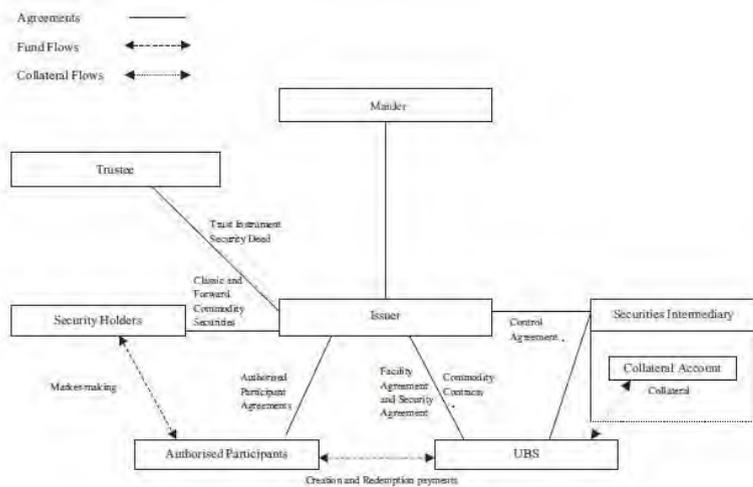 Agreements
Fund Flows
Collateral Flows
Maider
Trustee
Trust Instrument
Security Deed
Classic and
Forward
Commodity
Securities
Security Holders
Issuer
Control
Agreement
Securities Intermediary
Collateral Account
Collateral
Market-making
Authorised
Participant
Agreements
Facility
Agreement
and Security
Agreement
Commodity
Contracts
Authorised Participants
UBS
Creation and Redemption payments